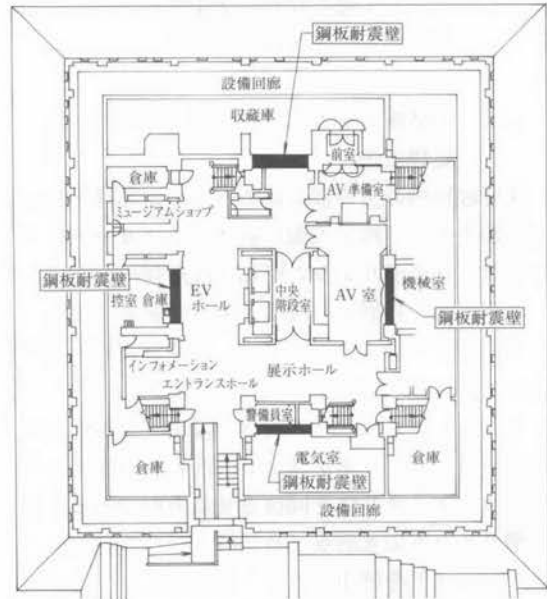 鋼板耐震壁
設備回廊
収蔵庫
前室
倉庫
AV準備室
ミュージアムショップ
鋼板耐震壁
控室
倉庫
EV
ホール
中央
階段室
AV室
機械室
鋼板耐震壁
インフォメーション
エントランスホール
展示ホール
警備員室
倉庫
電気室
倉庫
鋼板耐震壁
設備回廊